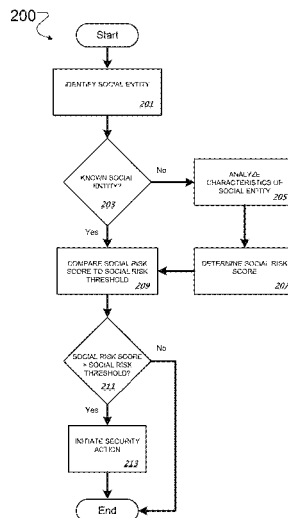 200
Start
IDENTIFY SOCIAL ENTITY
201
KNOWN SOCIAL
ENTITY?
203
No
Yes
ANALYZE
CHARACTERISTICS OF
SOCIAL ENTITY
205
DETERMINE SOCIAL RISK
SCORE
207
COMPARE SOCIAL RISK
SCORE TO SOCIAL RISK
THRESHOLD
209
SOCIAL RISK SCORE
> SOCIAL RISK
THRESHOLD?
211
No
Yes
INITIATE SECURITY
ACTION
213
End